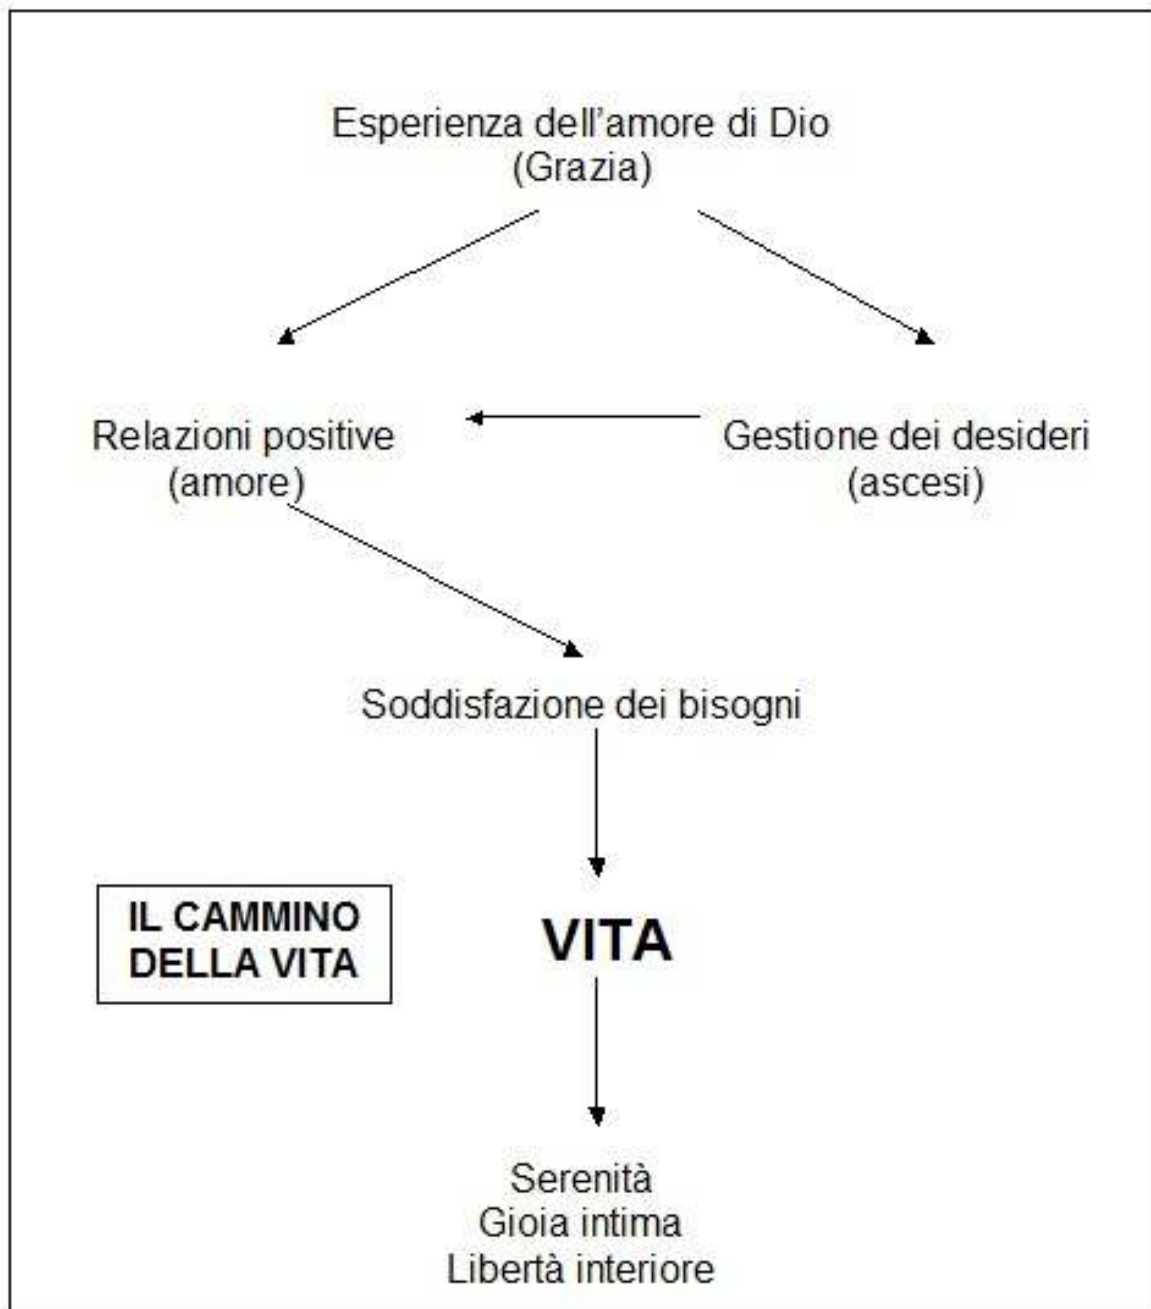 Esperienza dell'amore di Dio
(Grazia)
Relazioni positive
(amore)
Gestione dei desideri
(ascesi)
Soddisfazione dei bisogni
IL CAMMINO
DELLA VITA
VITA
Serenità
Gioia intima
Libertà interiore